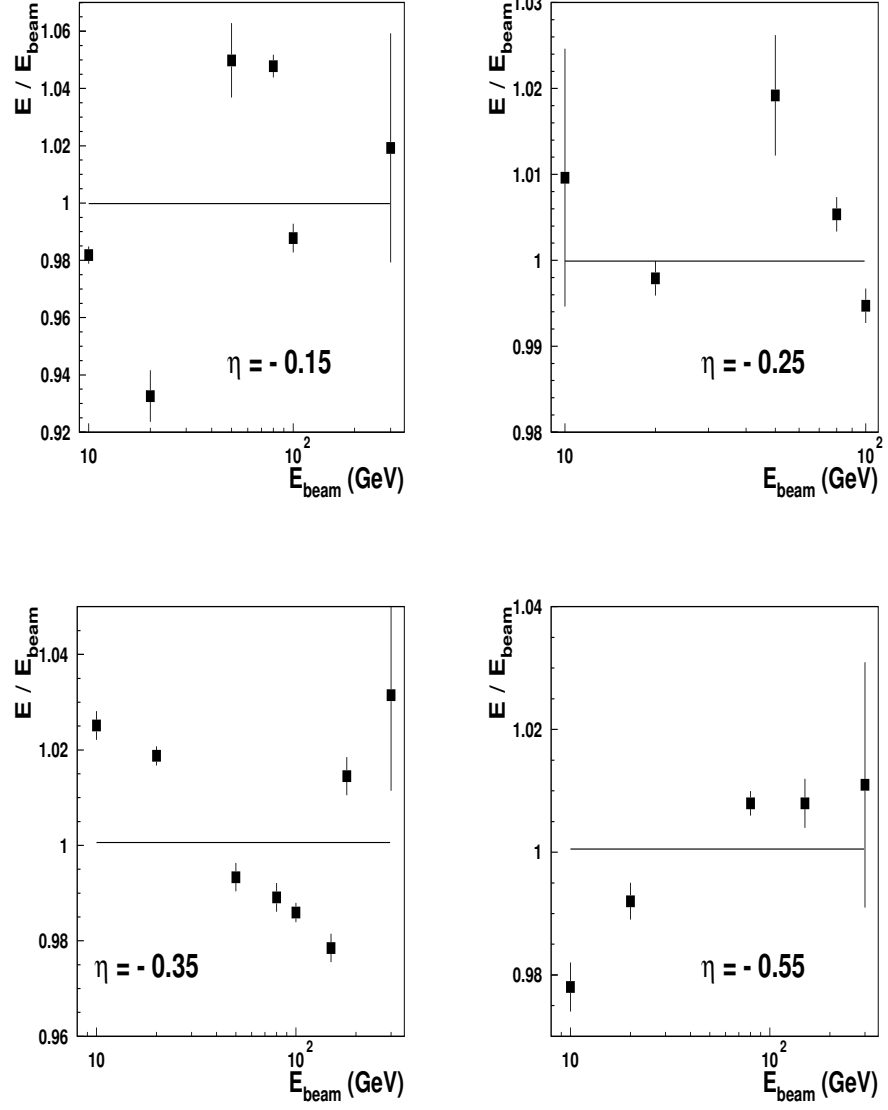 E / E_beam
1.06
1.04
1.02
1
0.98
0.96
0.94
0.92
η = - 0.15
10
10^2
E_beam (GeV)
E / E_beam
1.03
1.02
1.01
1
0.99
0.98
η = - 0.25
10
10^2
E_beam (GeV)
E / E_beam
1.04
1.02
1
0.98
0.96
η = - 0.35
10
10^2
E_beam (GeV)
E / E_beam
1.04
1.02
1
0.98
η = - 0.55
10
10^2
E_beam (GeV)